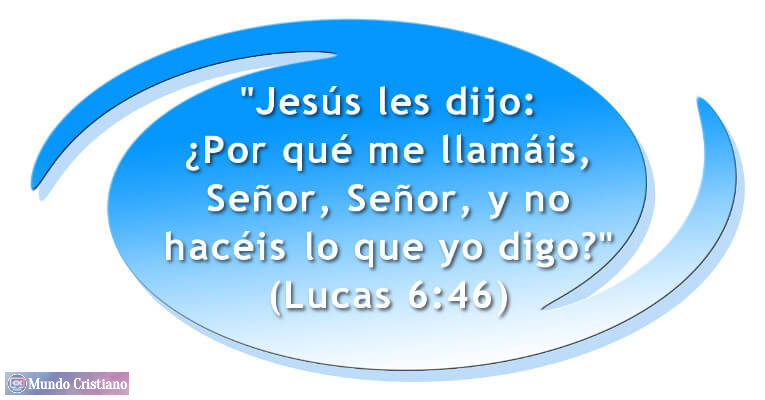 "Jesús les dijo:
¿Por qué me llamáis,
Señor, Señor, y no
hacéis lo que yo digo?"
(Lucas 6:46)
Mundo Cristiano